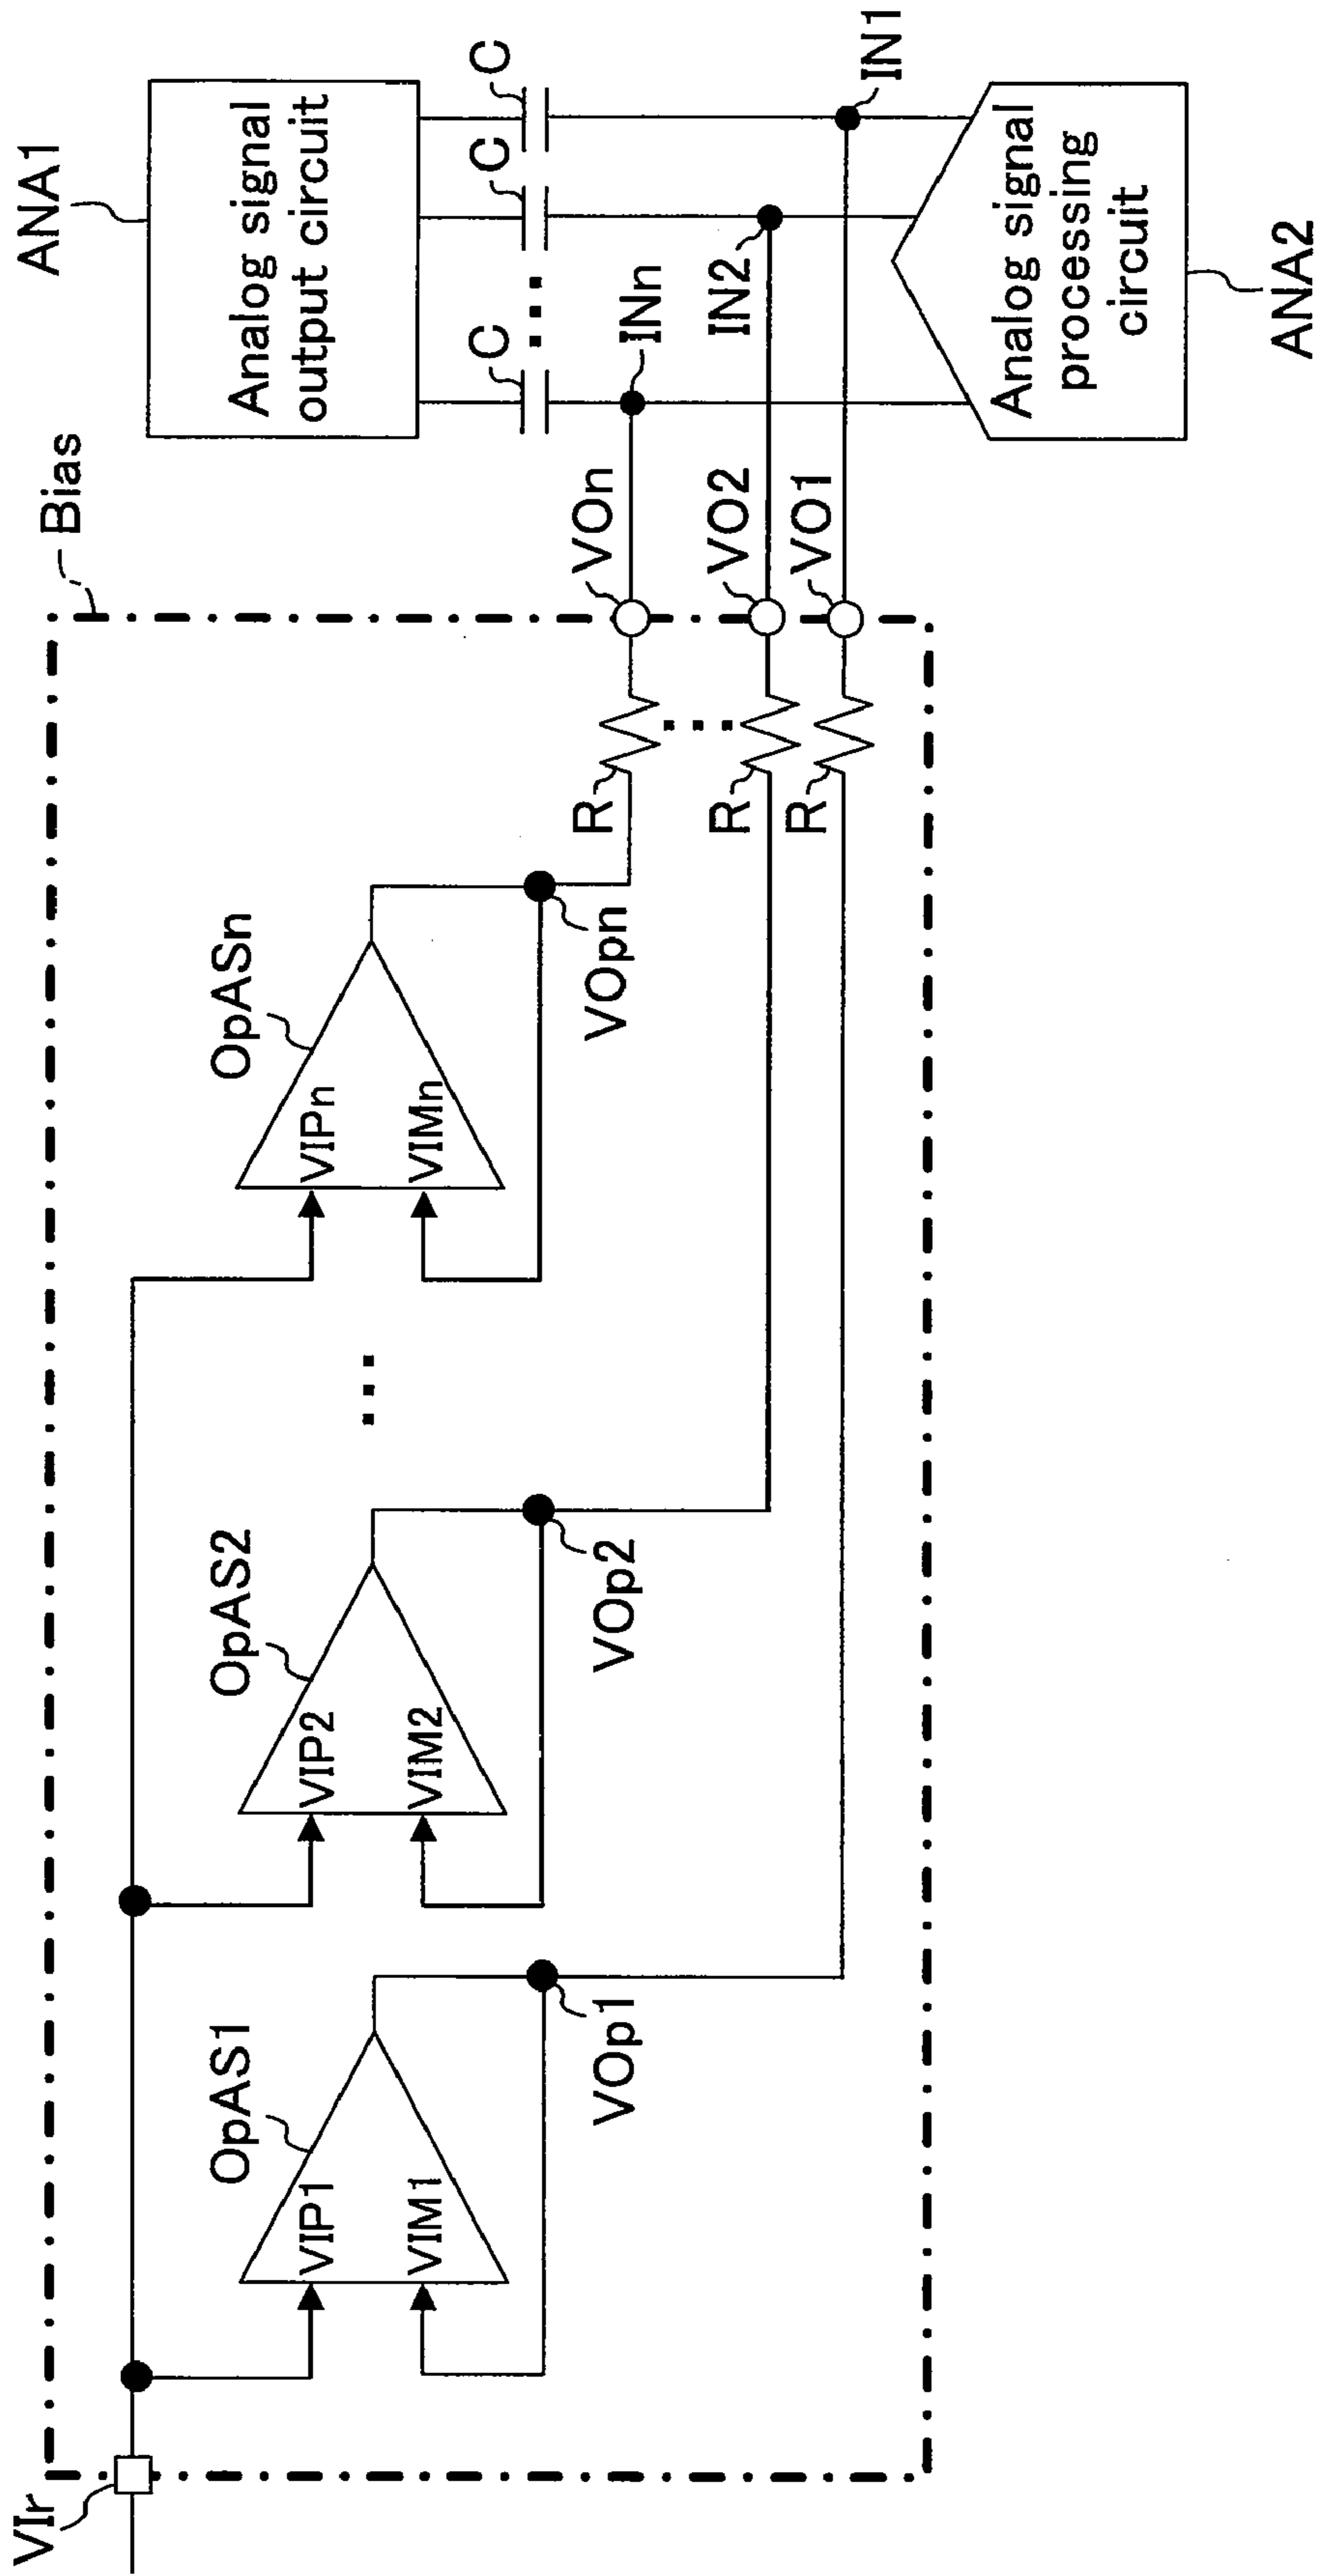 VIr
Bias
OpAS1
VIP1
VIM1
VOp1
OpAS2
VIP2
VIM2
VOp2
OpASn
VIPn
VIMn
VOpn
R
R
R
VOn
VO2
VO1
ANA1
Analog signal
output circuit
C
C
C
INn
IN2
IN1
Analog signal
processing
circuit
ANA2